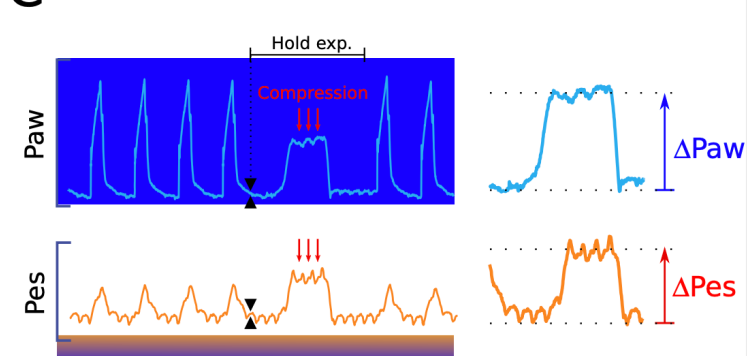 Hold exp.
Compression
Paw
ΔPaw
Pes
ΔPes